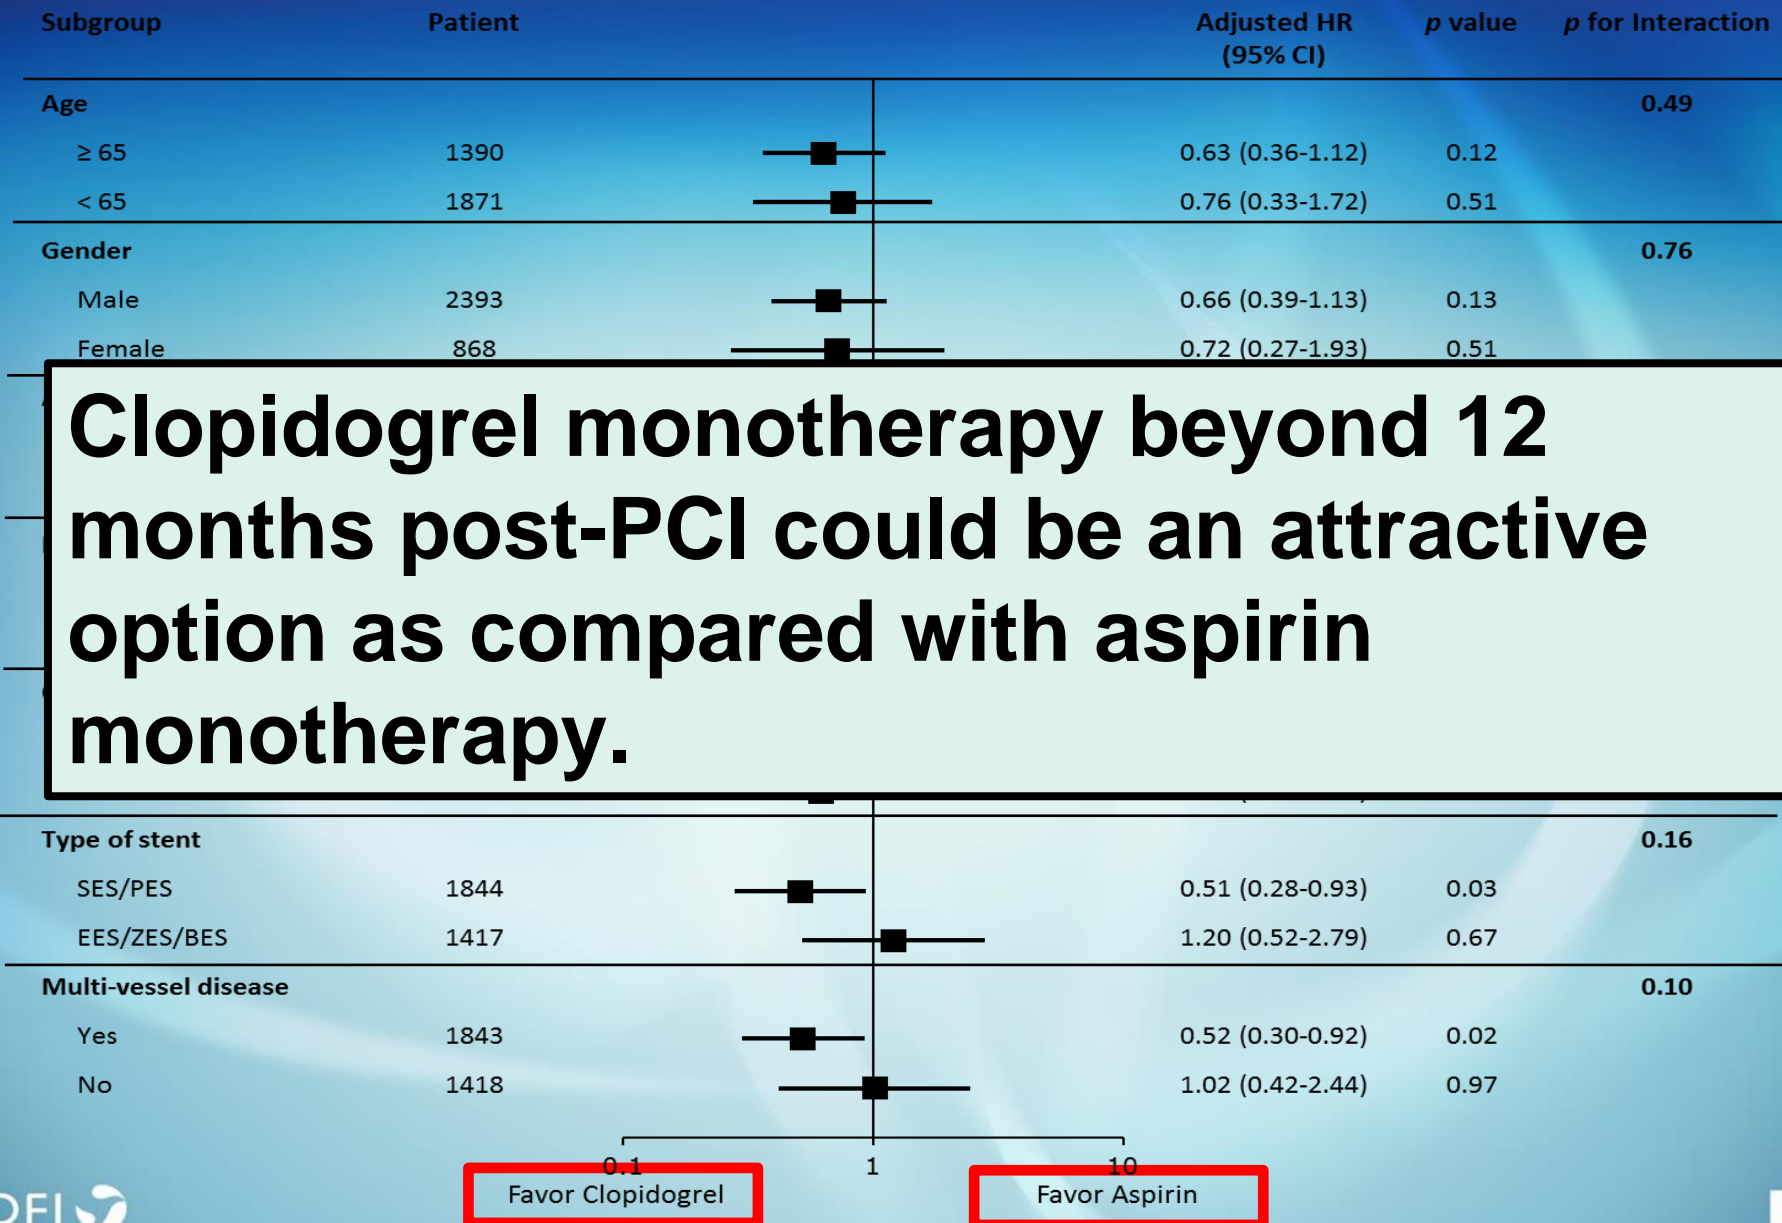 Subgroup Patient Adjusted HR p value p for Interaction
(95% CI)
Age 0.49
≥ 65 1390 0.63 (0.36-1.12) 0.12
< 65 1871 0.76 (0.33-1.72) 0.51
Gender 0.76
Male 2393 0.66 (0.39-1.13) 0.13
Female 868 0.72 (0.27-1.93) 0.51
Clopidogrel monotherapy beyond 12
months post-PCI could be an attractive
option as compared with aspirin
monotherapy.
Type of stent 0.16
SES/PES 1844 0.51 (0.28-0.93) 0.03
EES/ZES/BES 1417 1.20 (0.52-2.79) 0.67
Multi-vessel disease 0.10
Yes 1843 0.52 (0.30-0.92) 0.02
No 1418 1.02 (0.42-2.44) 0.97
0.1 1 10
Favor Clopidogrel Favor Aspirin